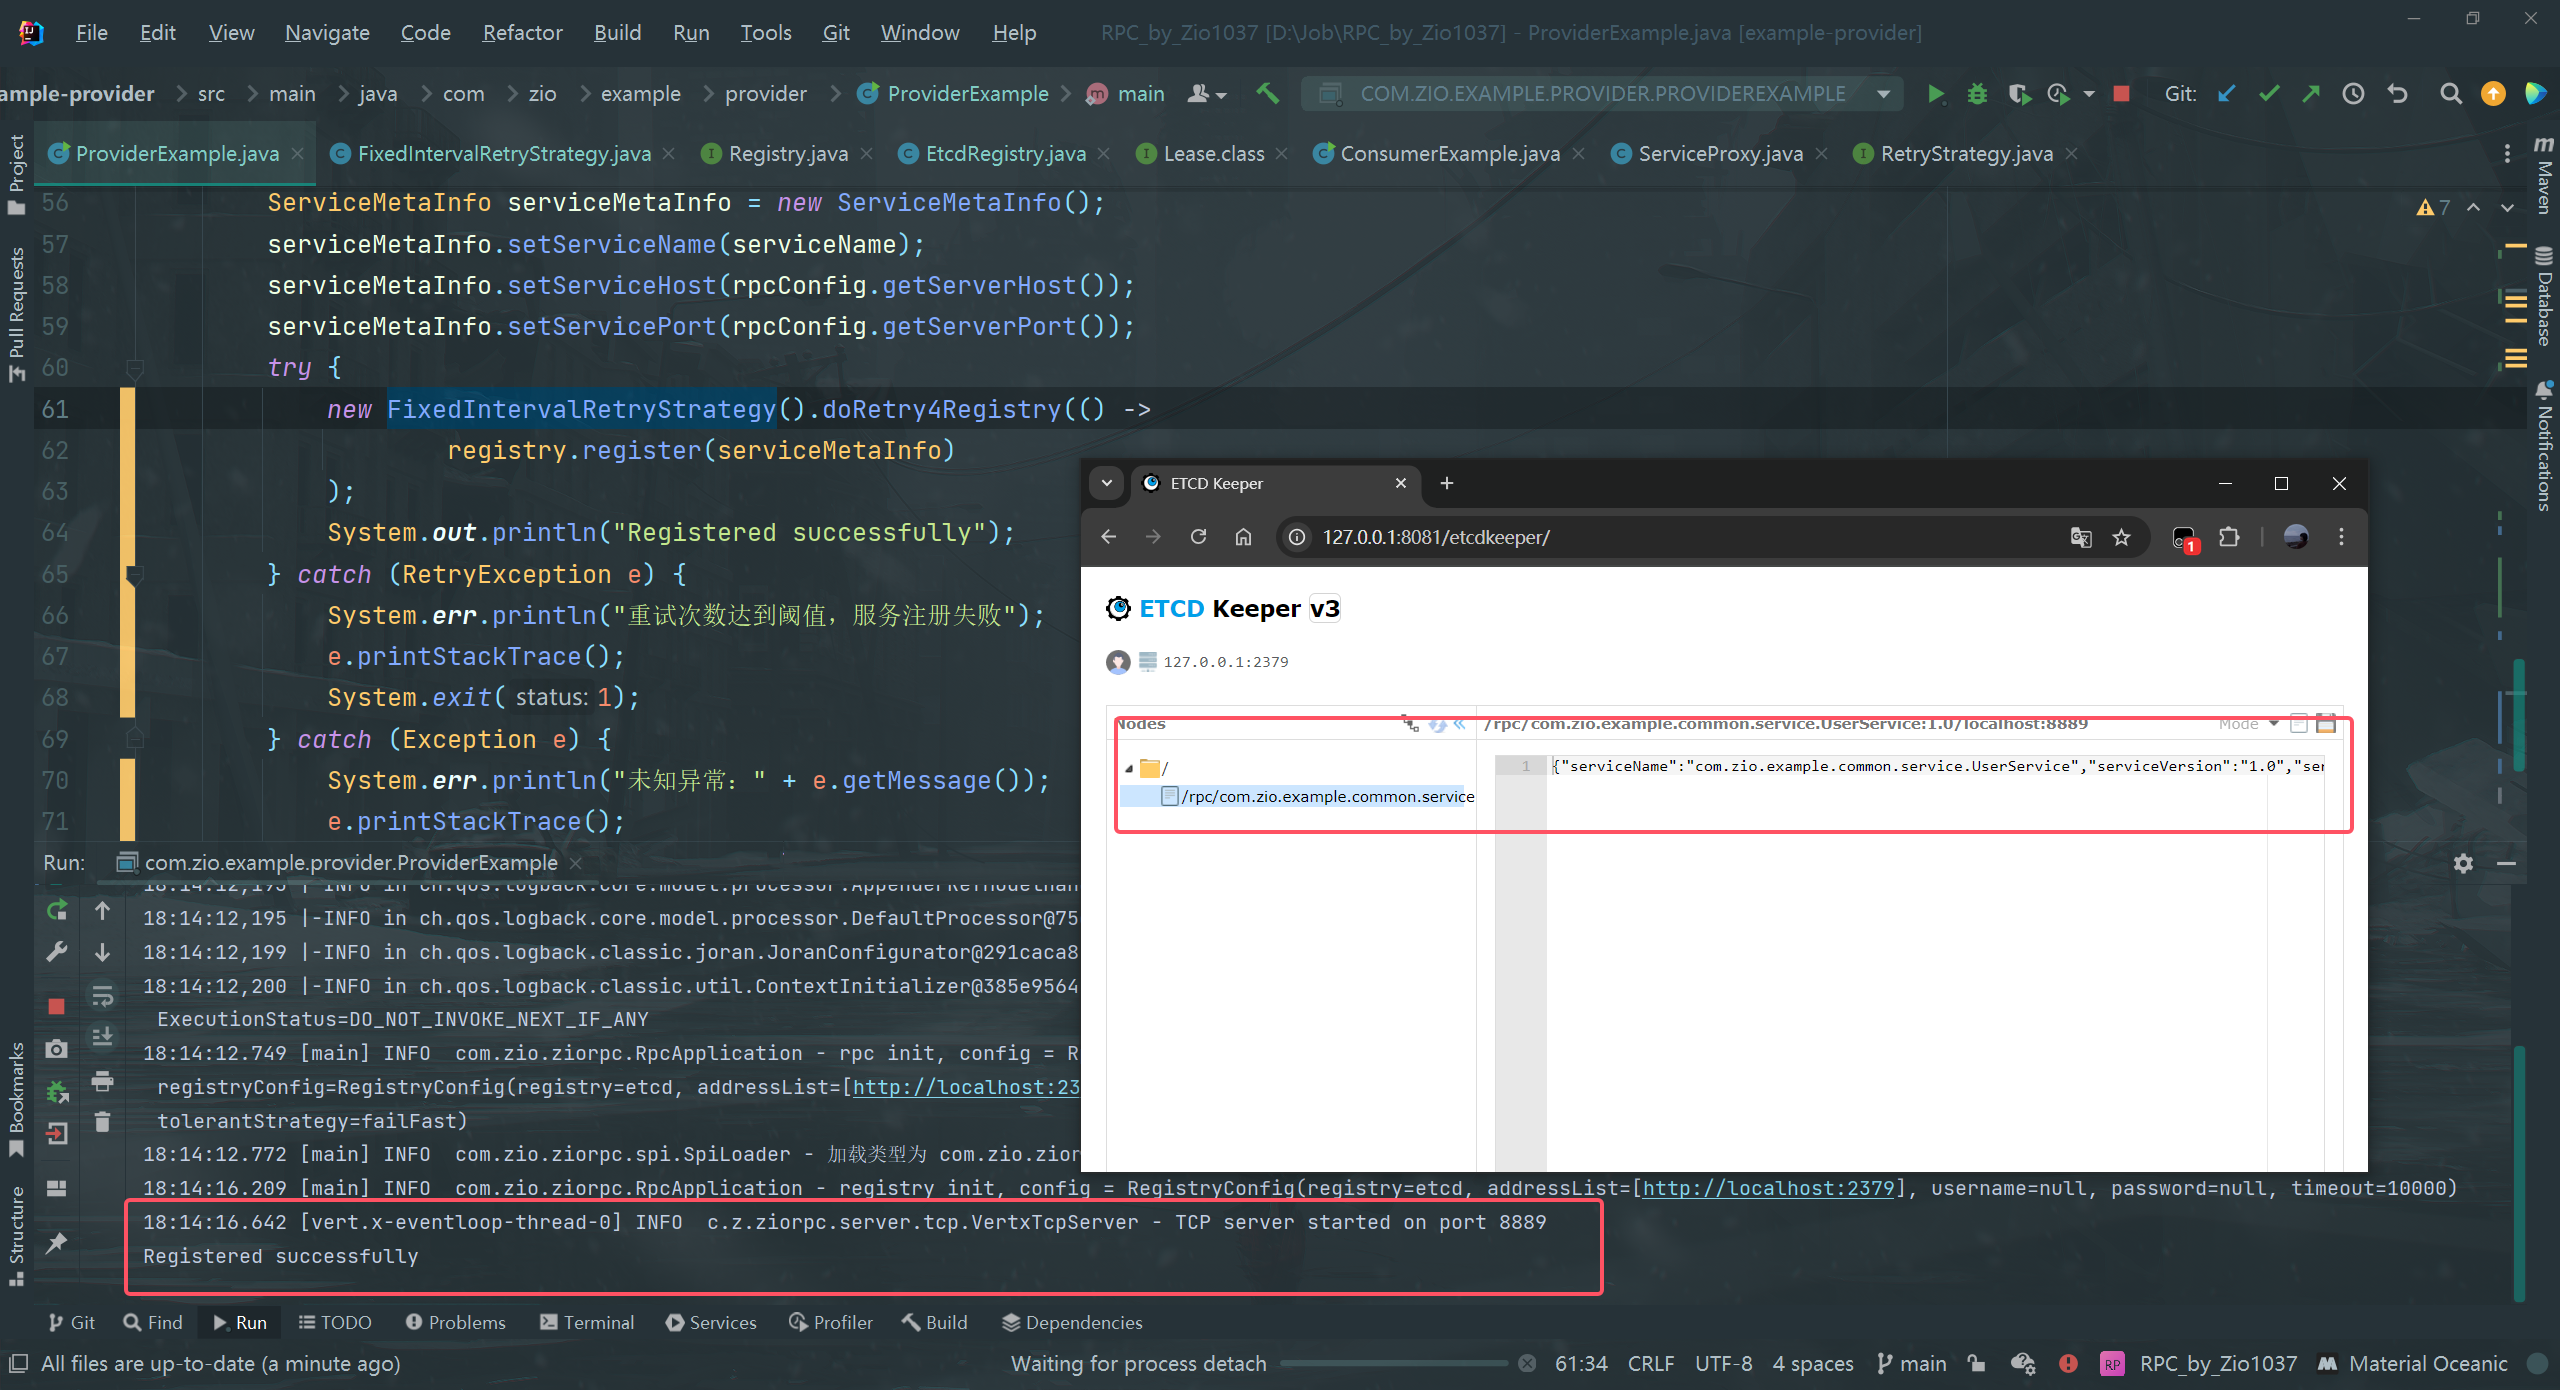 File Edit View Navigate Code Refactor Build Run Tools Git Window Help RPC_by_Zio1037 [D:\Job\RPC_by_Zio1037] - ProviderExample.java [example-provider]
ample-provider src main java com zio example provider ProviderExample main COM.ZIO.EXAMPLE.PROVIDER.PROVIDEREXAMPLE Git:
ProviderExample.java FixedIntervalRetryStrategy.java Registry.java EtcdRegistry.java Lease.class ConsumerExample.java ServiceProxy.java RetryStrategy.java
Project
Pull Requests
Bookmarks
Structure
Maven
Database
Notifications
7
56 ServiceMetaInfo serviceMetaInfo = new ServiceMetaInfo();
57 serviceMetaInfo.setServiceName(serviceName);
58 serviceMetaInfo.setServiceHost(rpcConfig.getServerHost());
59 serviceMetaInfo.setServicePort(rpcConfig.getServerPort());
60 try {
61 new FixedIntervalRetryStrategy().doRetry4Registry(() ->
62 registry.register(serviceMetaInfo)
63 );
64 System.out.println("Registered successfully");
65 } catch (RetryException e) {
66 System.err.println("重试次数达到阈值，服务注册失败");
67 e.printStackTrace();
68 System.exit( status: 1);
69 } catch (Exception e) {
70 System.err.println("未知异常：" + e.getMessage());
71 e.printStackTrace();
ETCD Keeper
127.0.0.1:8081/etcdkeeper/
1
ETCD Keeper v3
127.0.0.1:2379
Nodes /rpc/com.zio.example.common.service.UserService:1.0/localhost:8889 Mode
/
/rpc/com.zio.example.common.service
1 {"serviceName":"com.zio.example.common.service.UserService","serviceVersion":"1.0","ser
Run: com.zio.example.provider.ProviderExample
18:14:12,195 |-INFO in ch.qos.logback.core.model.processor.AppenderRefModelHan
18:14:12,195 |-INFO in ch.qos.logback.core.model.processor.DefaultProcessor@75
18:14:12,199 |-INFO in ch.qos.logback.classic.joran.JoranConfigurator@291caca8
18:14:12,200 |-INFO in ch.qos.logback.classic.util.ContextInitializer@385e9564
ExecutionStatus=DO_NOT_INVOKE_NEXT_IF_ANY
18:14:12.749 [main] INFO com.zio.ziorpc.RpcApplication - rpc init, config = R
registryConfig=RegistryConfig(registry=etcd, addressList=[http://localhost:23
tolerantStrategy=failFast)
18:14:12.772 [main] INFO com.zio.ziorpc.spi.SpiLoader - 加载类型为 com.zio.zior
18:14:16.209 [main] INFO com.zio.ziorpc.RpcApplication - registry init, config = RegistryConfig(registry=etcd, addressList=[http://localhost:2379], username=null, password=null, timeout=10000)
18:14:16.642 [vert.x-eventloop-thread-0] INFO c.z.ziorpc.server.tcp.VertxTcpServer - TCP server started on port 8889
Registered successfully
Git Find Run TODO Problems Terminal Services Profiler Build Dependencies
All files are up-to-date (a minute ago) Waiting for process detach 61:34 CRLF UTF-8 4 spaces main RP RPC_by_Zio1037 Material Oceanic